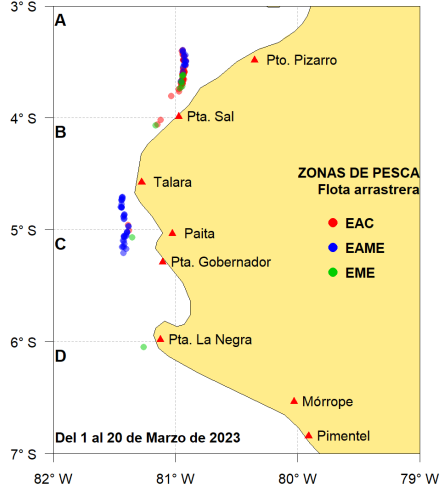 3° S
A
Pto. Pizarro
4° S
Pta. Sal
B
ZONAS DE PESCA
Flota arrastrera
Talara
EAC
5° S
Paita
C
EAME
Pta. Gobernador
EME
6° S
Pta. La Negra
D
Mórrope
Del 1 al 20 de Marzo de 2023
Pimentel
7° S
82° W
81° W
80° W
79° W